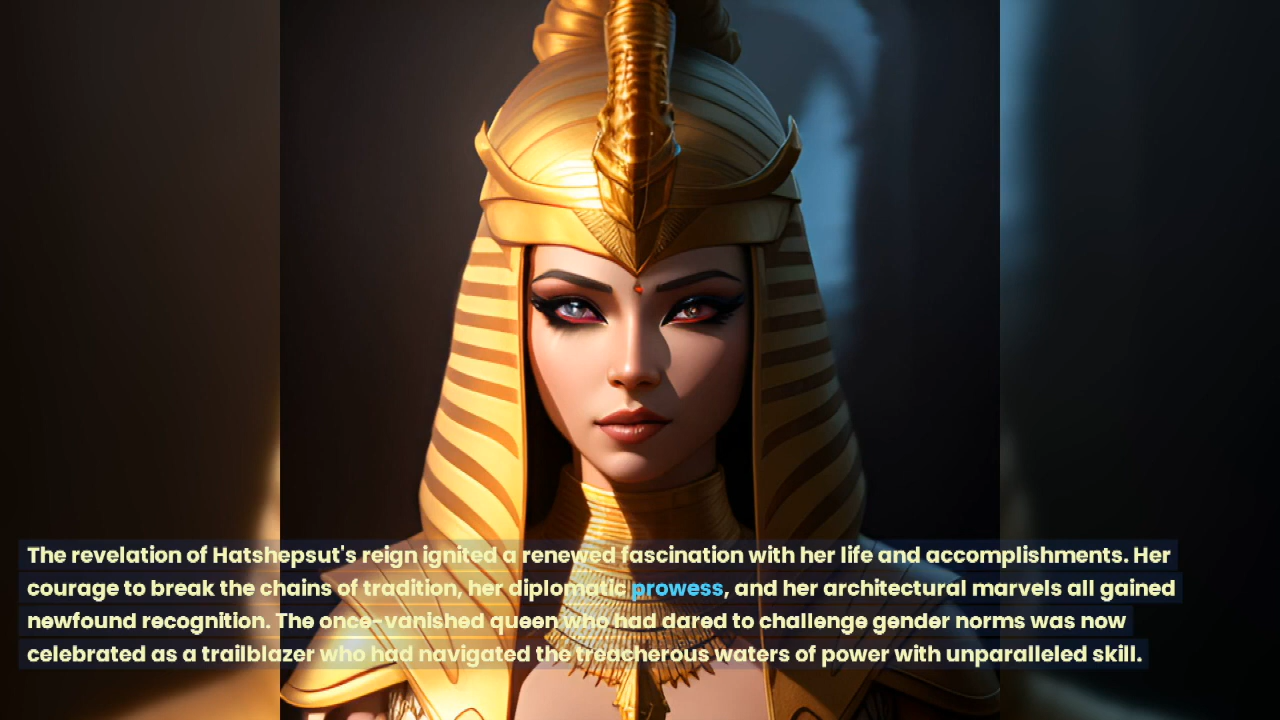 The revelation of Hatshepsut's reign ignited a renewed fascination with her life and accomplishments. Her
courage to break the chains of tradition, her diplomatic prowess, and her architectural marvels all gained
newfound recognition. The once-vanished queen who had dared to challenge gender norms was now
celebrated as a trailblazer who had navigated the treacherous waters of power with unparalleled skill.